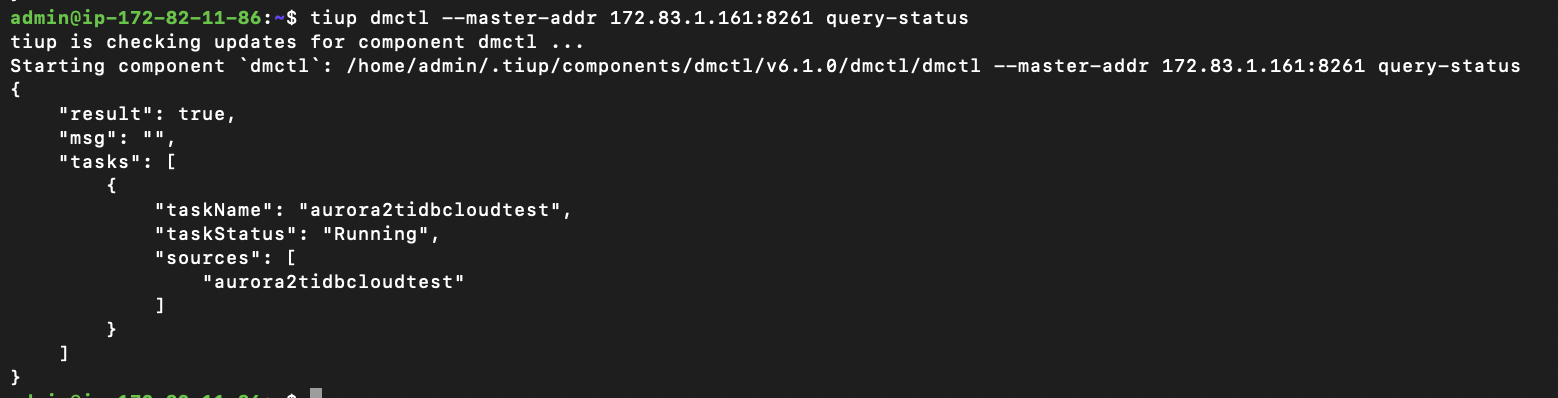 admin@ip-172-82-11-86:~$ tiup dmctl --master-addr 172.83.1.161:8261 query-status
tiup is checking updates for component dmctl ...
Starting component `dmctl`: /home/admin/.tiup/components/dmctl/v6.1.0/dmctl/dmctl --master-addr 172.83.1.161:8261 query-status
{
    "result": true,
    "msg": "",
    "tasks": [
        {
            "taskName": "aurora2tidbcloudtest",
            "taskStatus": "Running",
            "sources": [
                "aurora2tidbcloudtest"
            ]
        }
    ]
}